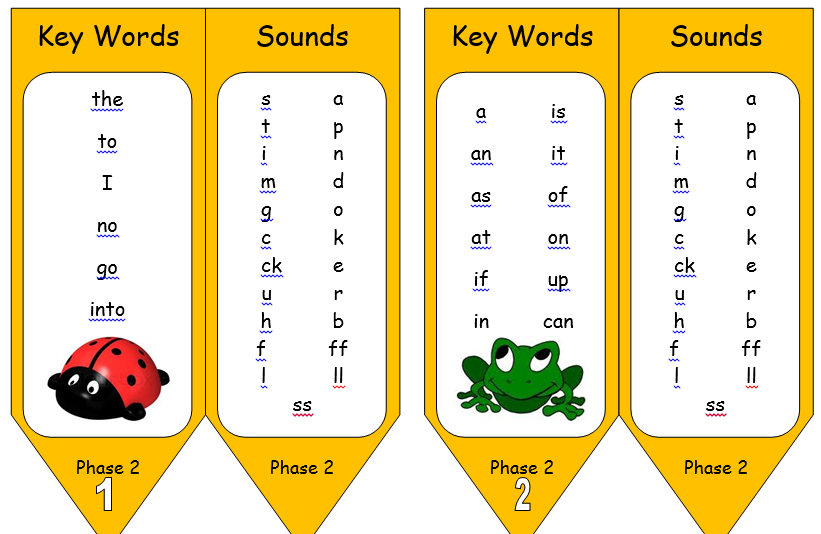 Key Words
the
to
I
no
go
into
Phase 2
1
Sounds
s a
t p
i n
m d
g o
c k
ck e
u r
h b
f ff
l ll
ss
Phase 2
Key Words
a is
an it
as of
at on
if up
in can
Phase 2
2
Sounds
s a
t p
i n
m d
g o
c k
ck e
u r
h b
f ff
l ll
ss
Phase 2